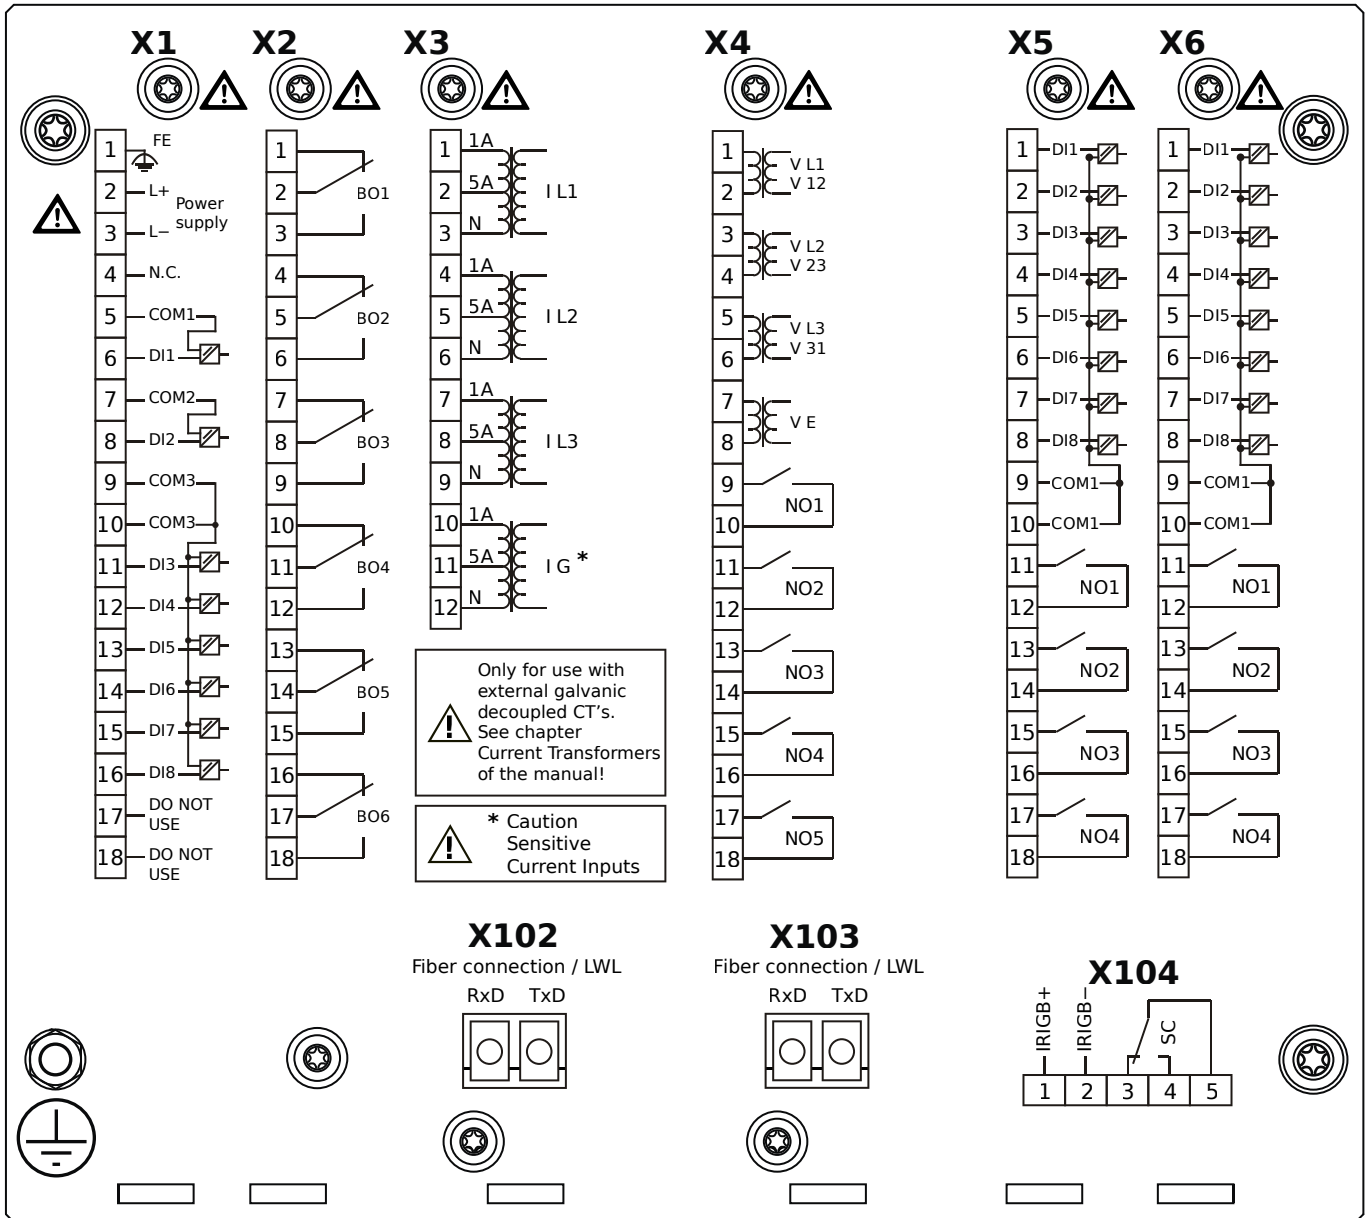 X1
1
FE
2
L+
Power
supply
3
L−
4
N.C.
5
COM1
6
DI1
7
COM2
8
DI2
9
COM3
10
COM3
11
DI3
12
DI4
13
DI5
14
DI6
15
DI7
16
DI8
17
DO NOT
USE
18
DO NOT
USE
X2
1
2
BO1
3
4
5
BO2
6
7
8
BO3
9
10
11
BO4
12
13
14
BO5
15
16
17
BO6
18
X3
1
1A
2
5A
I L1
3
N
4
1A
5
5A
I L2
6
N
7
1A
8
5A
I L3
9
N
10
1A
11
5A
I G *
12
N
Only for use with
external galvanic
decoupled CT's.
See chapter
Current Transformers
of the manual!
* Caution
Sensitive
Current Inputs
X4
1
V L1
V 12
2
3
V L2
V 23
4
5
V L3
V 31
6
7
V E
8
9
NO1
10
11
NO2
12
13
NO3
14
15
NO4
16
17
NO5
18
X5
1
DI1
2
DI2
3
DI3
4
DI4
5
DI5
6
DI6
7
DI7
8
DI8
9
COM1
10
COM1
11
NO1
12
13
NO2
14
15
NO3
16
17
NO4
18
X6
1
DI1
2
DI2
3
DI3
4
DI4
5
DI5
6
DI6
7
DI7
8
DI8
9
COM1
10
COM1
11
NO1
12
13
NO2
14
15
NO3
16
17
NO4
18
X102
Fiber connection / LWL
RxD TxD
X103
Fiber connection / LWL
RxD TxD
X104
IRIGB+
IRIGB−
SC
1 2 3 4 5